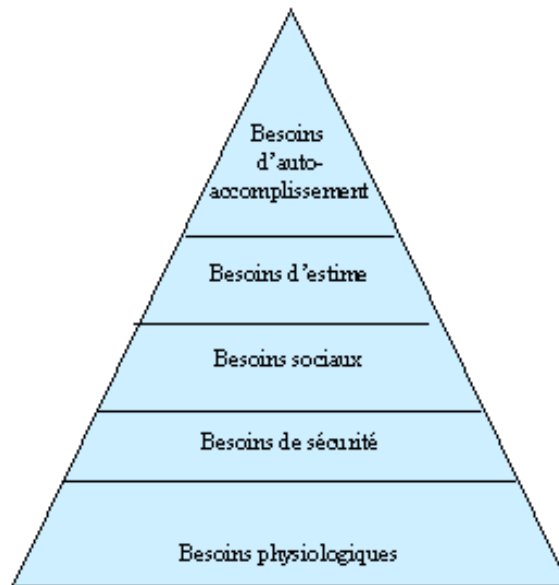 Besoins
d'auto-
accomplissement
Besoins d'estime
Besoins sociaux
Besoins de sécurité
Besoins physiologiques